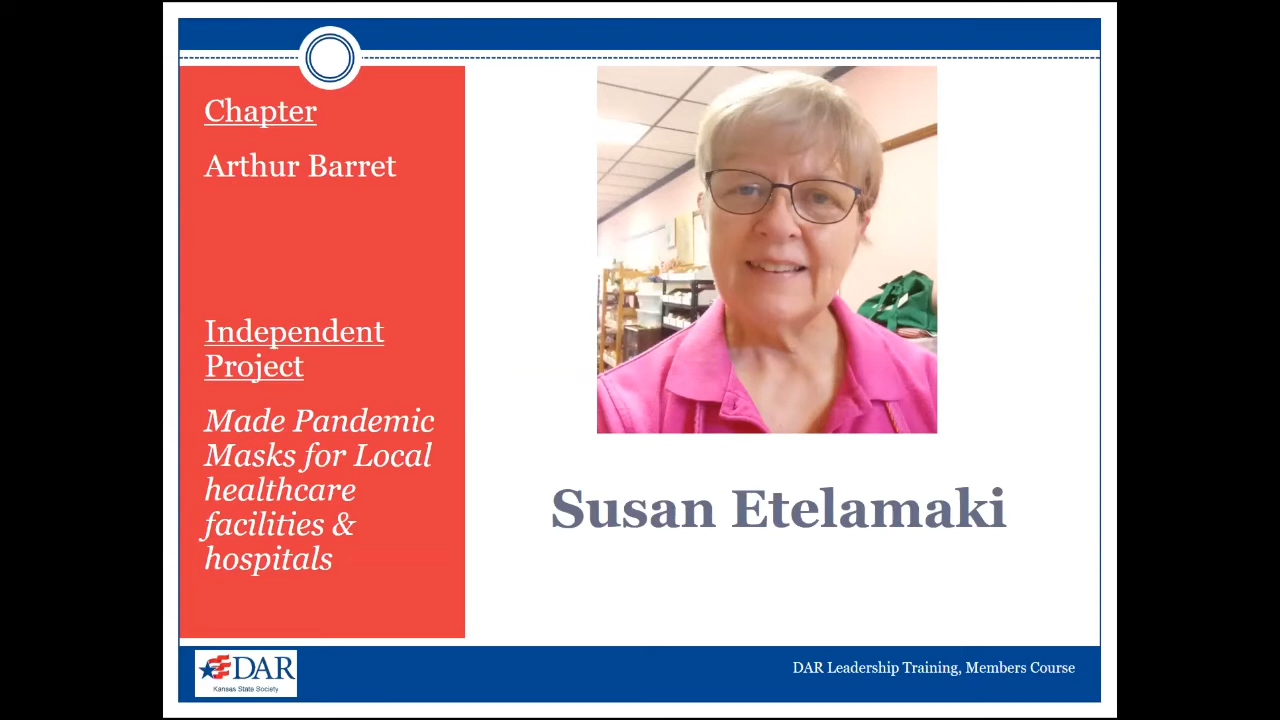 Chapter
Arthur Barret
Independent
Project
Made Pandemic
Masks for Local
healthcare
facilities &
hospitals
Susan Etelamaki
DAR
Kansas State Society
DAR Leadership Training, Members Course